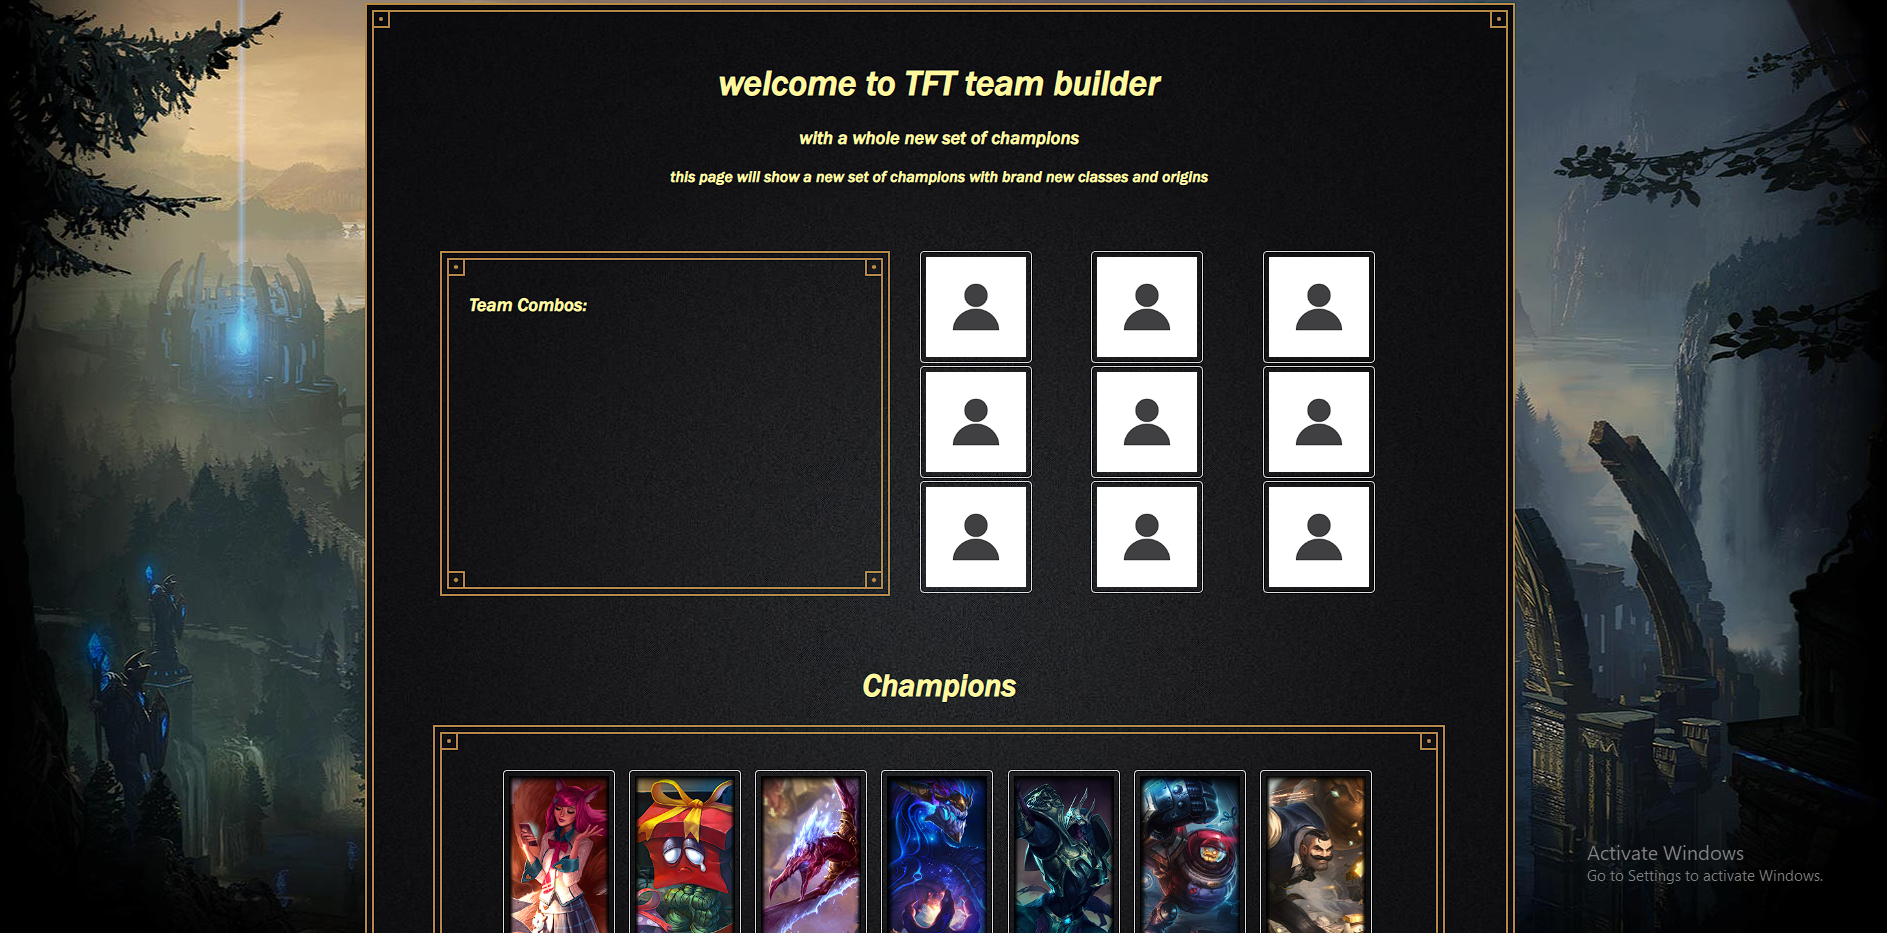 welcome to TFT team builder
with a whole new set of champions
this page will show a new set of champions with brand new classes and origins
Team Combos:
Champions
Activate Windows
Go to Settings to activate Windows.